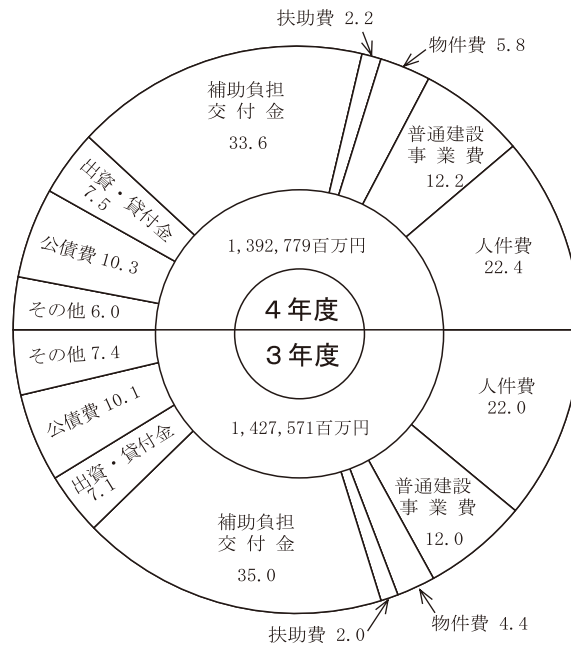 扶助費 2.2
物件費 5.8
補助負担
交 付 金
33.6
普通建設
事 業 費
12.2
出資・貸付金
7.5
人件費
22.4
公債費 10.3
1,392,779百万円
その他 6.0
4年度
その他 7.4
3年度
人件費
22.0
公債費 10.1
1,427,571百万円
出資・貸付金
7.1
普通建設
事 業 費
12.0
補助負担
交 付 金
35.0
物件費 4.4
扶助費 2.0